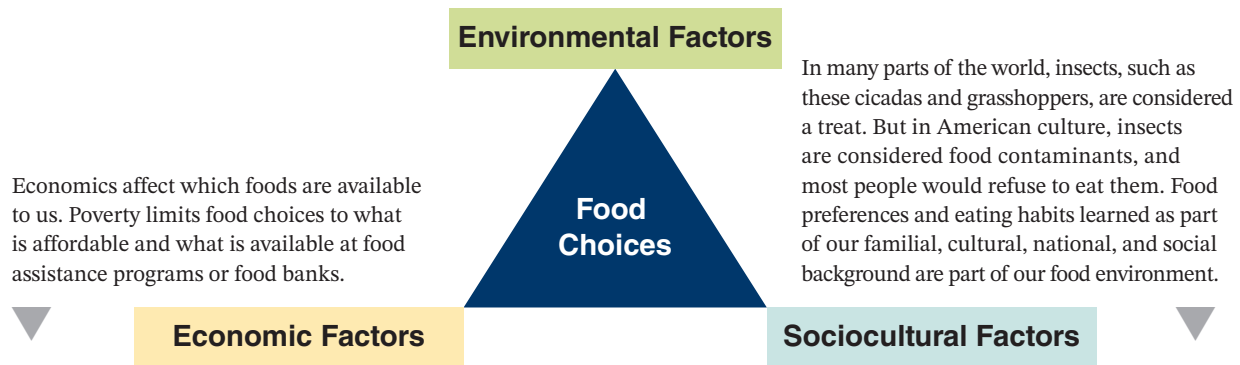 Environmental Factors
In many parts of the world, insects, such as
these cicadas and grasshoppers, are considered
a treat. But in American culture, insects
are considered food contaminants, and
most people would refuse to eat them. Food
preferences and eating habits learned as part
of our familial, cultural, national, and social
background are part of our food environment.
Economics affect which foods are available
to us. Poverty limits food choices to what
is affordable and what is available at food
assistance programs or food banks.
Food
Choices
Economic Factors
Sociocultural Factors